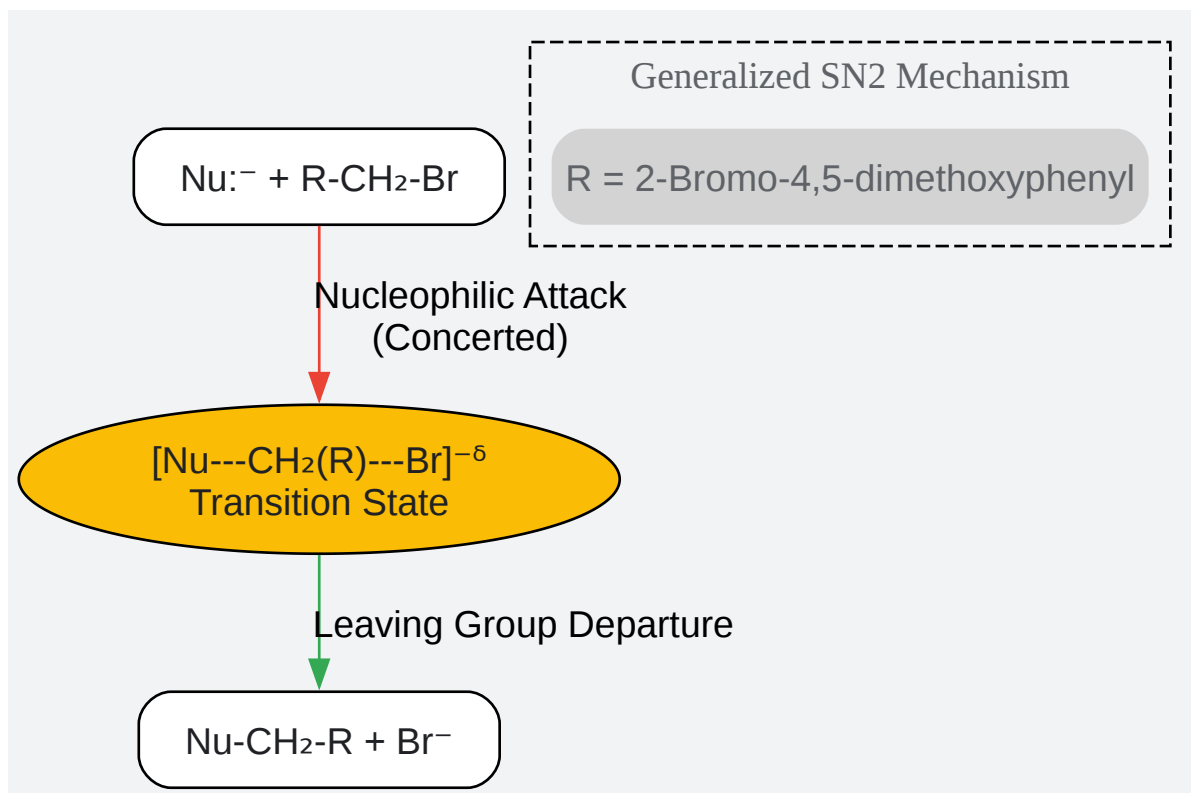 Generalized SN2 Mechanism
Nu:⁻ + R-CH₂-Br
R = 2-Bromo-4,5-dimethoxyphenyl
Nucleophilic Attack
(Concerted)
[Nu---CH₂(R)---Br]⁻ᵟ
Transition State
Leaving Group Departure
Nu-CH₂-R + Br⁻